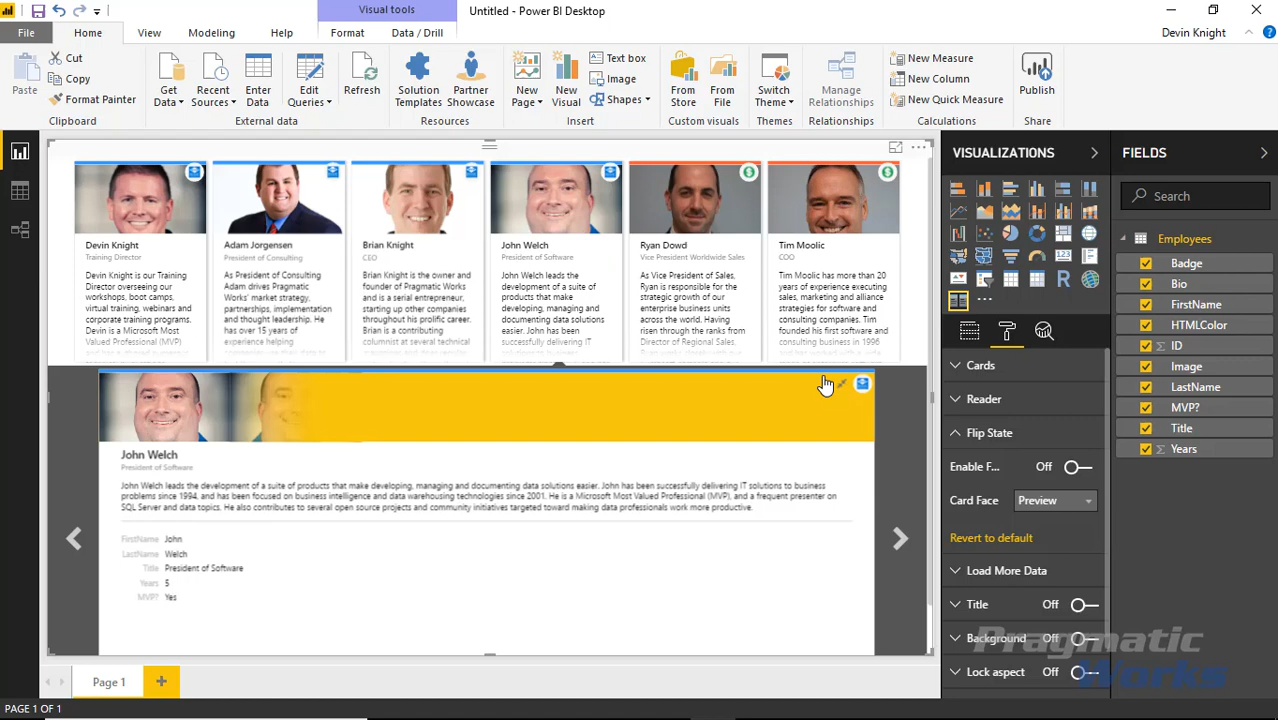 Visual tools
Untitled - Power BI Desktop
File
Home
View
Modeling
Help
Format
Data / Drill
Devin Knight
Paste
Cut
Copy
Format Painter
Clipboard
Get
Data
Recent
Sources
Enter
Data
Edit
Queries
Refresh
External data
Solution
Templates
Partner
Showcase
Resources
New
Page
New
Visual
Text box
Image
Shapes
Insert
From
Store
From
File
Custom visuals
Switch
Theme
Themes
Manage
Relationships
Relationships
New Measure
New Column
New Quick Measure
Calculations
Publish
Share
Devin Knight
Training Director
Devin Knight is our Training
Director overseeing our
workshops, boot camps,
virtual training, webinars and
corporate training programs.
Devin is a Microsoft Most
Valued Professional (MVP)
Adam Jorgensen
President of Consulting
As President of Consulting
Adam drives Pragmatic
Works' market strategy,
partnerships, implementation
and thought leadership. He
has over 15 years of
experience helping
Brian Knight
CEO
Brian Knight is the owner and
founder of Pragmatic Works
and is a serial entrepreneur,
starting up other companies
throughout his prolific career.
Brian is a contributing
columnist at several technical
John Welch
President of Software
John Welch leads the
development of a suite of
products that make
developing, managing and
documenting data solutions
easier. John has been
successfully delivering IT
Ryan Dowd
Vice President Worldwide Sales
As Vice President of Sales,
Ryan is responsible for the
strategic growth of our
enterprise business units
across the world. Having
risen through the ranks from
Director of Regional Sales,
Tim Moolic
COO
Tim Moolic has more than 20
years of experience executing
sales, marketing and alliance
strategies for software and
consulting companies. Tim
founded his first software and
consulting business in 1996
John Welch
President of Software
John Welch leads the development of a suite of products that make developing, managing and documenting data solutions easier. John has been successfully delivering IT solutions to business
problems since 1994, and has been focused on business intelligence and data warehousing technologies since 2001. He is a Microsoft Most Valued Professional (MVP), and a frequent presenter on
SQL Server and data topics. He also contributes to several open source projects and community initiatives targeted toward making data professionals work more productive.
FirstName John
LastName Welch
Title President of Software
Years 5
MVP? Yes
VISUALIZATIONS
R
Cards
Reader
Flip State
Enable F... Off
Card Face Preview
Revert to default
Load More Data
Title Off
Background Off
Lock aspect Off
FIELDS
Search
Employees
Badge
Bio
FirstName
HTMLColor
Σ ID
Image
LastName
MVP?
Title
Σ Years
Pragmatic
Works
Page 1
PAGE 1 OF 1